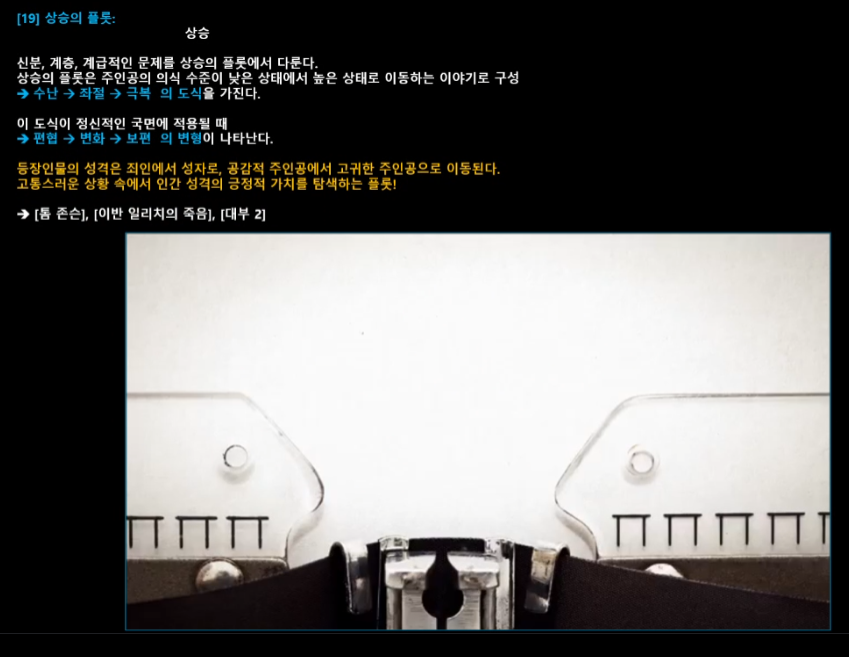 [19] 상승의 플롯:
상승
신분, 계층, 계급적인 문제를 상승의 플롯에서 다룬다.
상승의 플롯은 주인공의 의식 수준이 낮은 상태에서 높은 상태로 이동하는 이야기로 구성
➔ 수난 → 좌절 → 극복 의 도식을 가진다.
이 도식이 정신적인 국면에 적용될 때
➔ 편협 → 변화 → 보편 의 변형이 나타난다.
등장인물의 성격은 죄인에서 성자로, 공감적 주인공에서 고귀한 주인공으로 이동된다.
고통스러운 상황 속에서 인간 성격의 긍정적 가치를 탐색하는 플롯!
➔ [톰 존슨], [이반 일리치의 죽음], [대부 2]